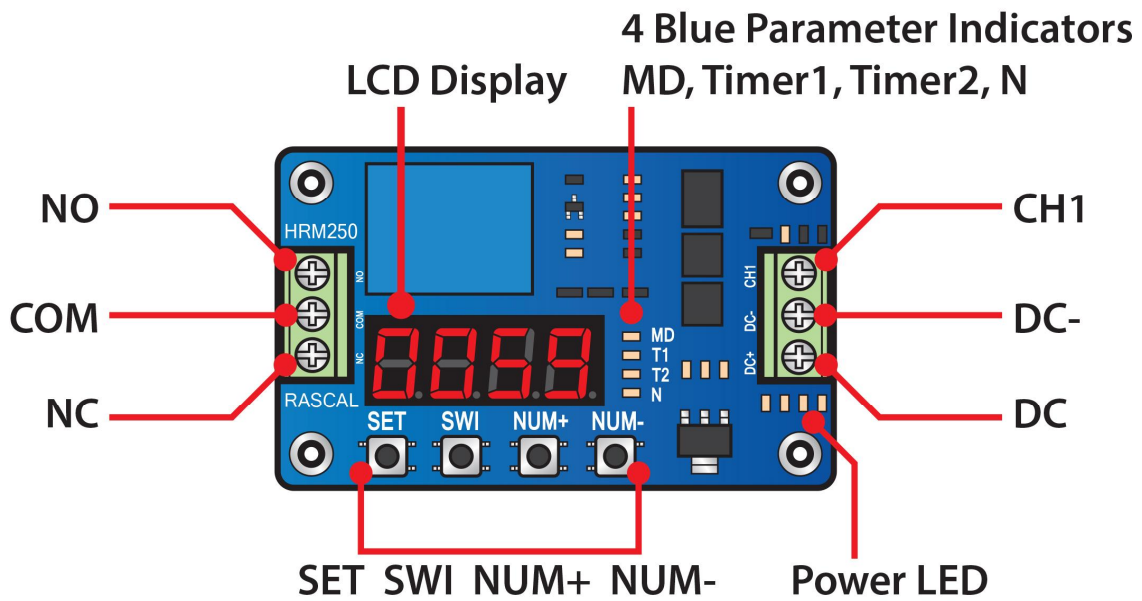 4 Blue Parameter Indicators
LCD Display
MD, Timer1, Timer2, N
NO
HRM250
CH1
NO
CH1
COM
COM
DC-
DC-
NC
NC
DC+
DC
0059
MD
T1
T2
N
RASCAL
SET SWI NUM+ NUM-
SET SWI NUM+ NUM-
Power LED